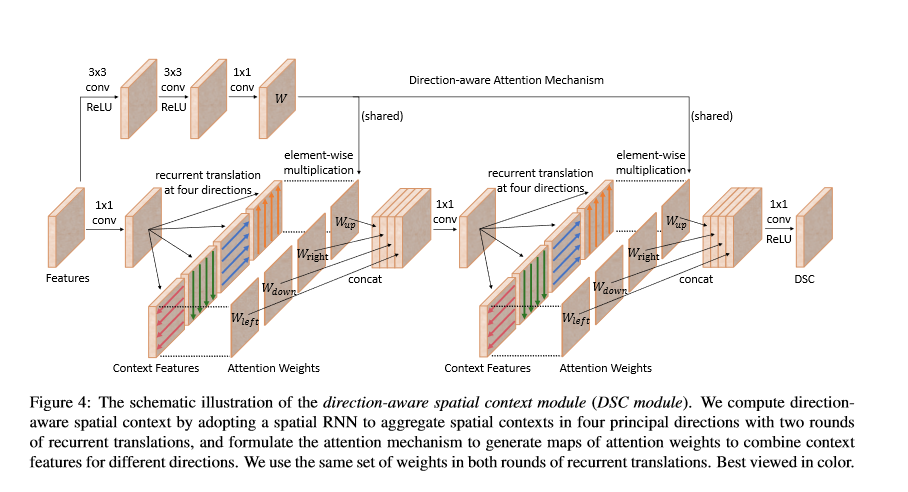 3x3
conv
ReLU
3x3
conv
ReLU
1x1
conv
W
Direction-aware Attention Mechanism
(shared)
(shared)
Features
1x1
conv
recurrent translation
at four directions
element-wise
multiplication
W_up
W_right
W_down
W_left
concat
Context Features
Attention Weights
1x1
conv
recurrent translation
at four directions
element-wise
multiplication
W_up
W_right
W_down
W_left
concat
Context Features
Attention Weights
1x1
conv
ReLU
DSC
Figure 4: The schematic illustration of the direction-aware spatial context module (DSC module). We compute direction-
aware spatial context by adopting a spatial RNN to aggregate spatial contexts in four principal directions with two rounds
of recurrent translations, and formulate the attention mechanism to generate maps of attention weights to combine context
features for different directions. We use the same set of weights in both rounds of recurrent translations. Best viewed in color.